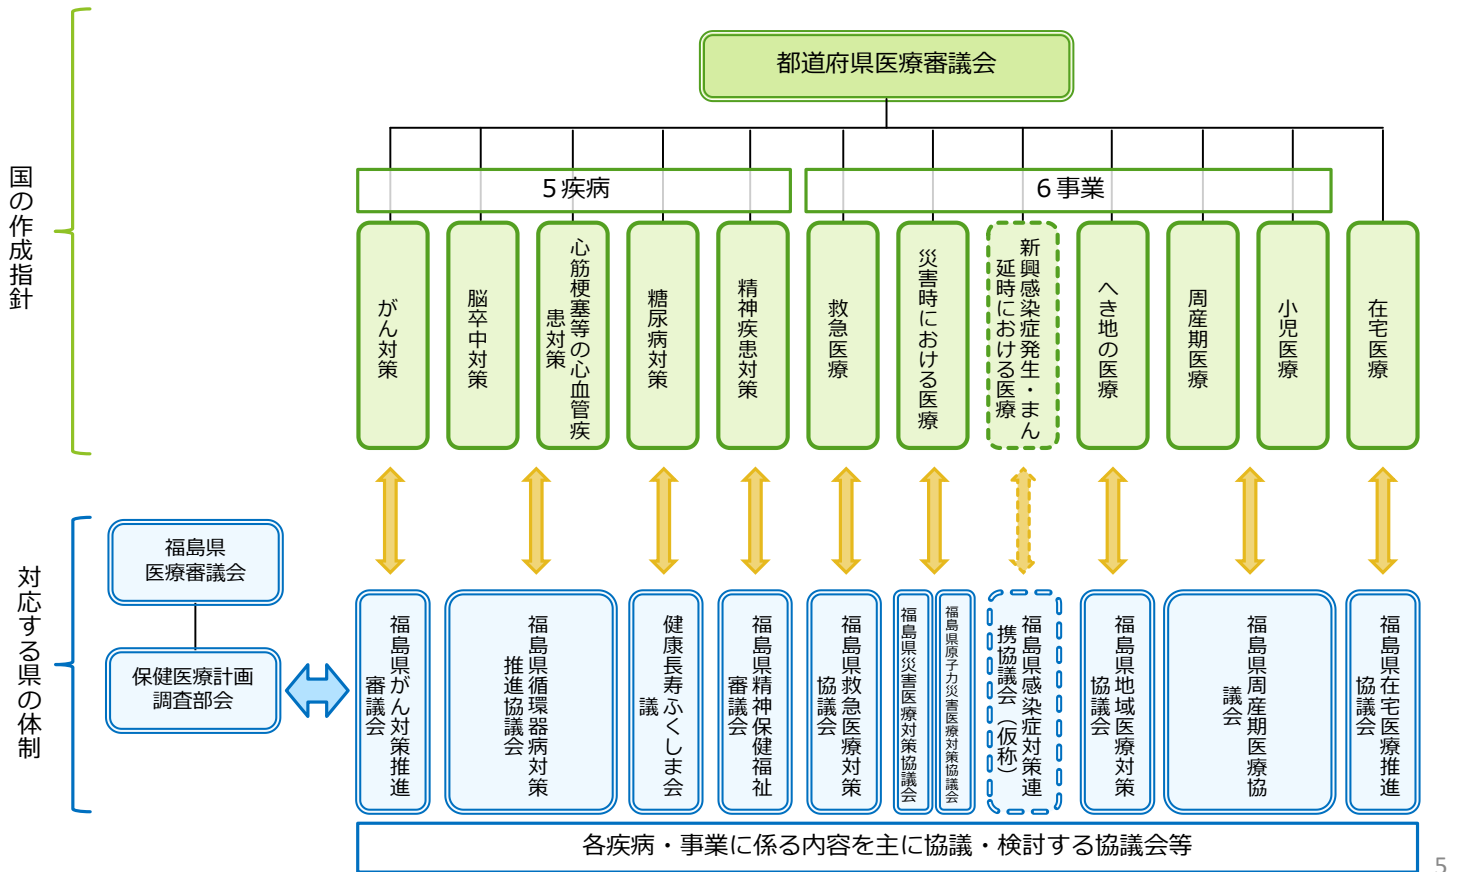 都道府県医療審議会
国の作成指針
5疾病
6事業
がん対策
脳卒中対策
心筋梗塞等の心血管疾
患対策
糖尿病対策
精神疾患対策
救急医療
災害時における医療
新興感染症発生・まん
延時における医療
へき地の医療
周産期医療
小児医療
在宅医療
対応する県の体制
福島県
医療審議会
保健医療計画
調査部会
福島県がん対策推進
審議会
福島県循環器病対策
推進協議会
健康長寿ふくしま会
議
福島県精神保健福祉
審議会
福島県救急医療対策
協議会
福島県災害医療対策協議会
福島県原子力災害医療対策協議会
福島県感染症対策連
携協議会（仮称）
福島県地域医療対策
協議会
福島県周産期医療協
議会
福島県在宅医療推進
協議会
各疾病・事業に係る内容を主に協議・検討する協議会等
5